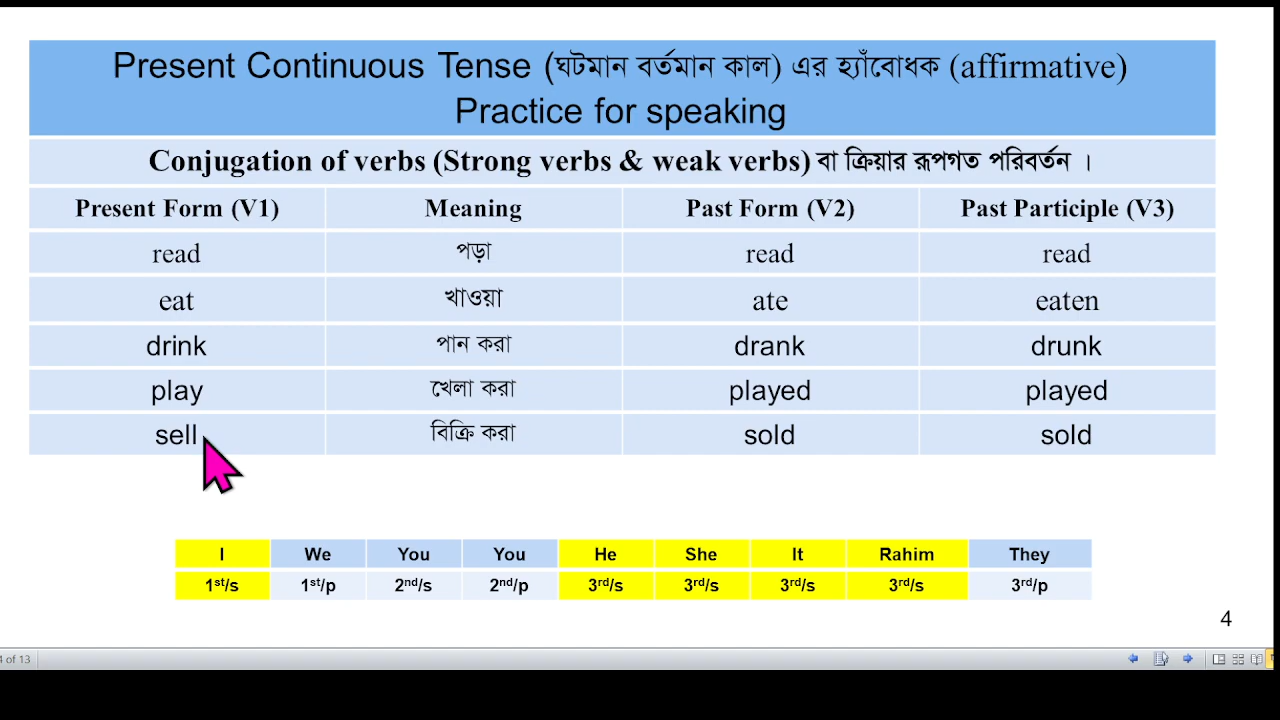 Present Continuous Tense (ঘটমান বর্তমান কাল) এর হ্যাঁবোধক (affirmative)
Practice for speaking
Conjugation of verbs (Strong verbs & weak verbs) বা ক্রিয়ার রূপগত পরিবর্তন ।
Present Form (V1) Meaning Past Form (V2) Past Participle (V3)
read পড়া read read
eat খাওয়া ate eaten
drink পান করা drank drunk
play খেলা করা played played
sell বিক্রি করা sold sold
I We You You He She It Rahim They
1st/s 1st/p 2nd/s 2nd/p 3rd/s 3rd/s 3rd/s 3rd/s 3rd/p
4
of 13